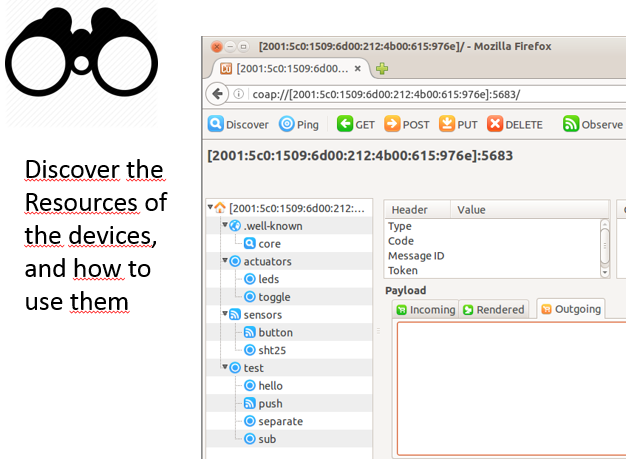 Discover the
Resources of
the devices,
and how to
use them
[2001:5c0:1509:6d00:212:4b00:615:976e]/ - Mozilla Firefox
[2001:5c0:1509:6d00:...
coap://[2001:5c0:1509:6d00:212:4b00:615:976e]:5683/
Discover Ping GET POST PUT DELETE Observe
[2001:5c0:1509:6d00:212:4b00:615:976e]:5683
[2001:5c0:1509:6d00:212:...
.well-known
core
actuators
leds
toggle
sensors
button
sht25
test
hello
push
separate
sub
Header Value
Type
Code
Message ID
Token
Payload
Incoming Rendered Outgoing